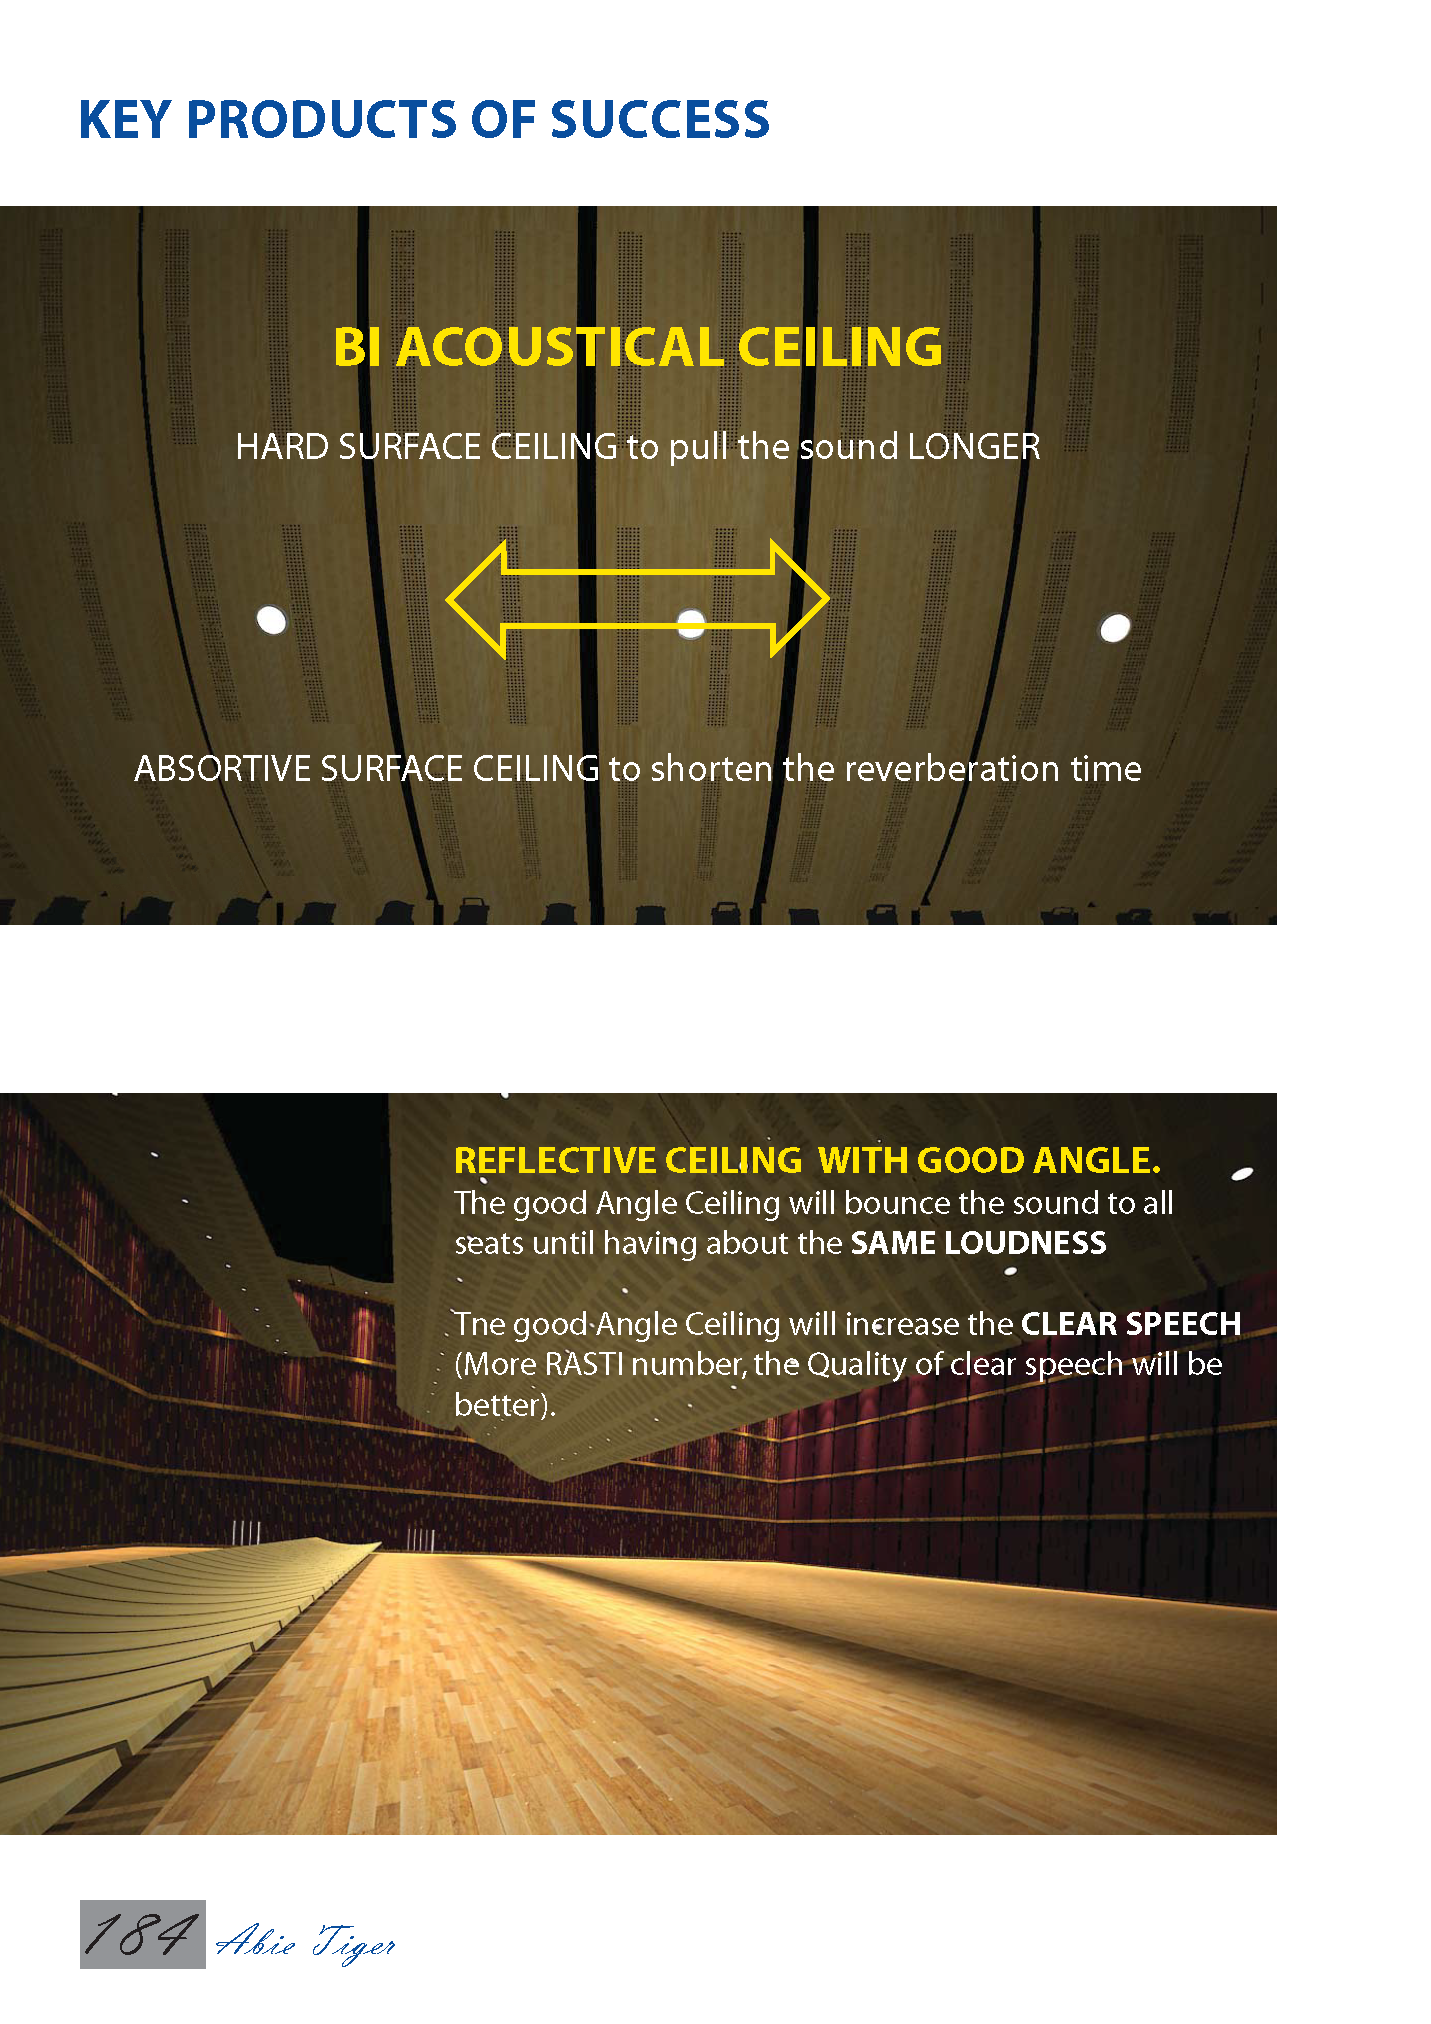 KEY PRODUCTS OF SUCCESS
BI ACOUSTICAL CEILING
HARD SURFACE CEILING to pull the sound LONGER
ABSORTIVE SURFACE CEILING to shorten the reverberation time
REFLECTIVE CEILING WITH GOOD ANGLE.
The good Angle Ceiling will bounce the sound to all
seats until having about the SAME LOUDNESS
Tne good Angle Ceiling will increase the CLEAR SPEECH
(More RASTI number, the Quality of clear speech will be
better).
184 Abie Tiger